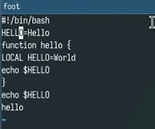 foot
#!/bin/bash
HELLO=Hello
function hello {
LOCAL HELLO=World
echo $HELLO
}
echo $HELLO
hello
~